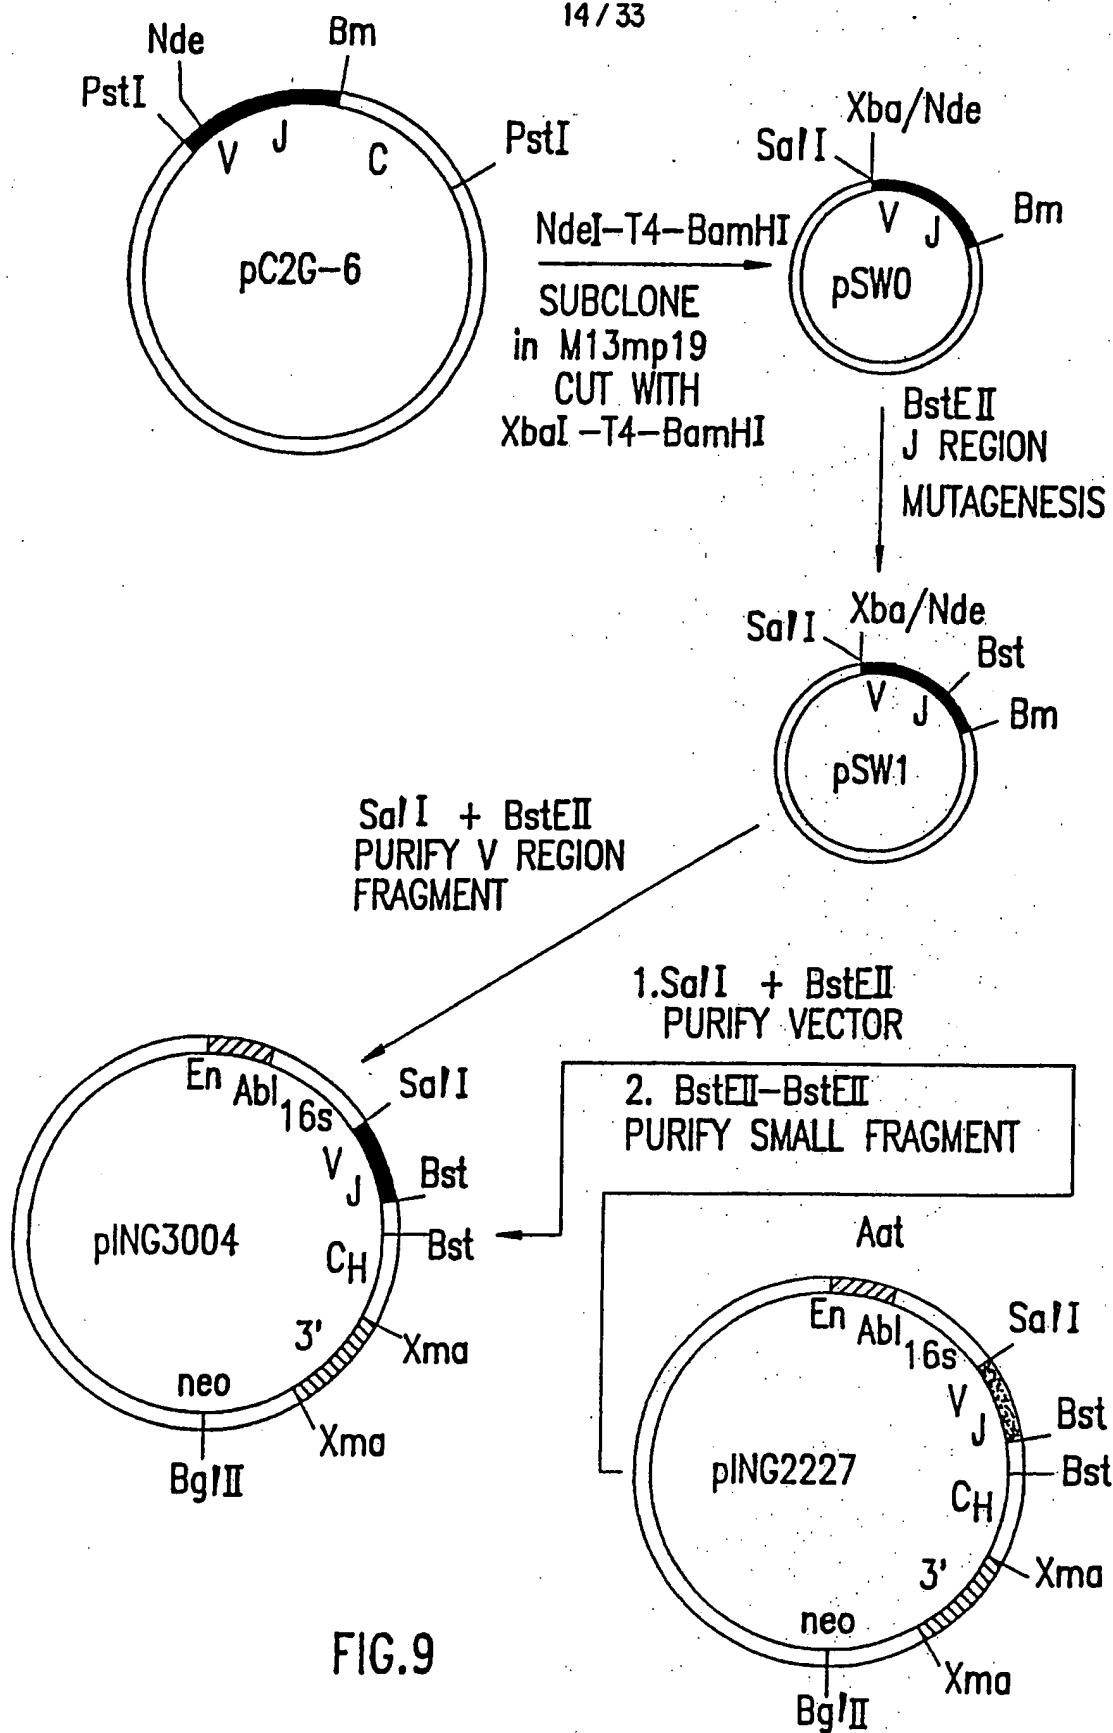 14/33
Nde
Bm
PstI
V
J
C
PstI
pC2G-6
NdeI-T4-BamHI
SUBCLONE
in M13mp19
CUT WITH
XbaI-T4-BamHI
Xba/Nde
SalI
V
J
Bm
pSW0
BstEII
J REGION
MUTAGENESIS
Xba/Nde
SalI
Bst
V
J
Bm
pSW1
SalI + BstEII
PURIFY V REGION
FRAGMENT
1.SalI + BstEII
PURIFY VECTOR
2. BstEII-BstEII
PURIFY SMALL FRAGMENT
En
Abl
16s
SalI
V
J
Bst
Bst
pING3004
CH
3'
Xma
neo
Xma
BglII
Aat
En
Abl
16s
SalI
V
J
Bst
Bst
pING2227
CH
3'
Xma
neo
Xma
BglII
FIG.9